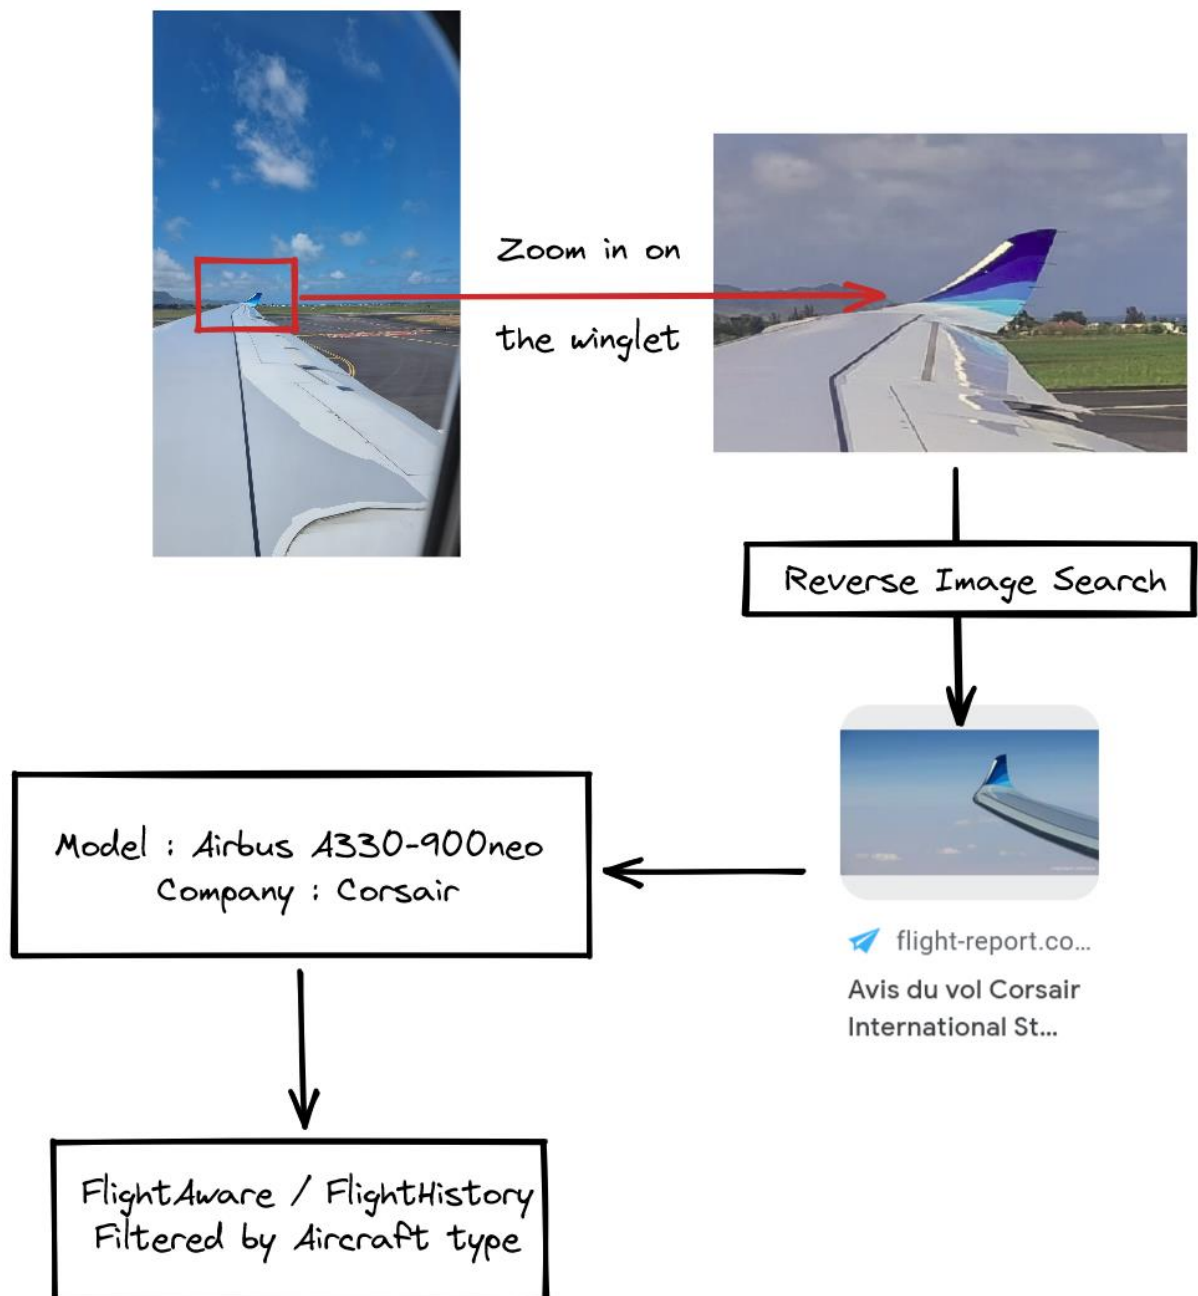 Zoom in on
the winglet
Reverse Image Search
flight-report.co...
Avis du vol Corsair
International St...
Model : Airbus A330-900neo
Company : Corsair
FlightAware / FlightHistory
Filtered by Aircraft type